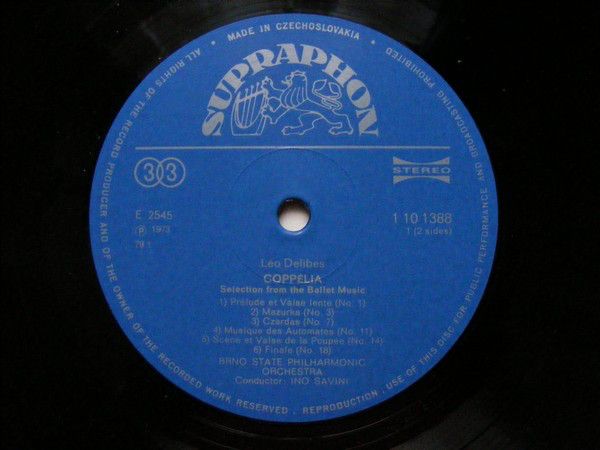 • MADE IN CZECHOSLOVAKIA •
ALL RIGHTS OF THE RECORD PRODUCER AND OF THE OWNER OF THE RECORDED WORK RESERVED . REPRODUCTION . USE OF THIS DISC FOR PUBLIC PERFORMANCE AND BROADCASTING PROHIBITED
SUPRAPHON
33
STEREO
E 2545
1 10 1388
Ⓟ 1973
1 (2 sides)
Léo Delibes
COPPÉLIA
Selection from the Ballet Music
1) Prélude et Valse lente (No. 1)
2) Mazurka (No. 3)
3) Czardas (No. 7)
4) Musique des Automates (No. 11)
5) Scène et Valse de la Poupée (No. 14)
6) Finale (No. 18)
BRNO STATE PHILHARMONIC
ORCHESTRA
Conductor: INO SAVINI